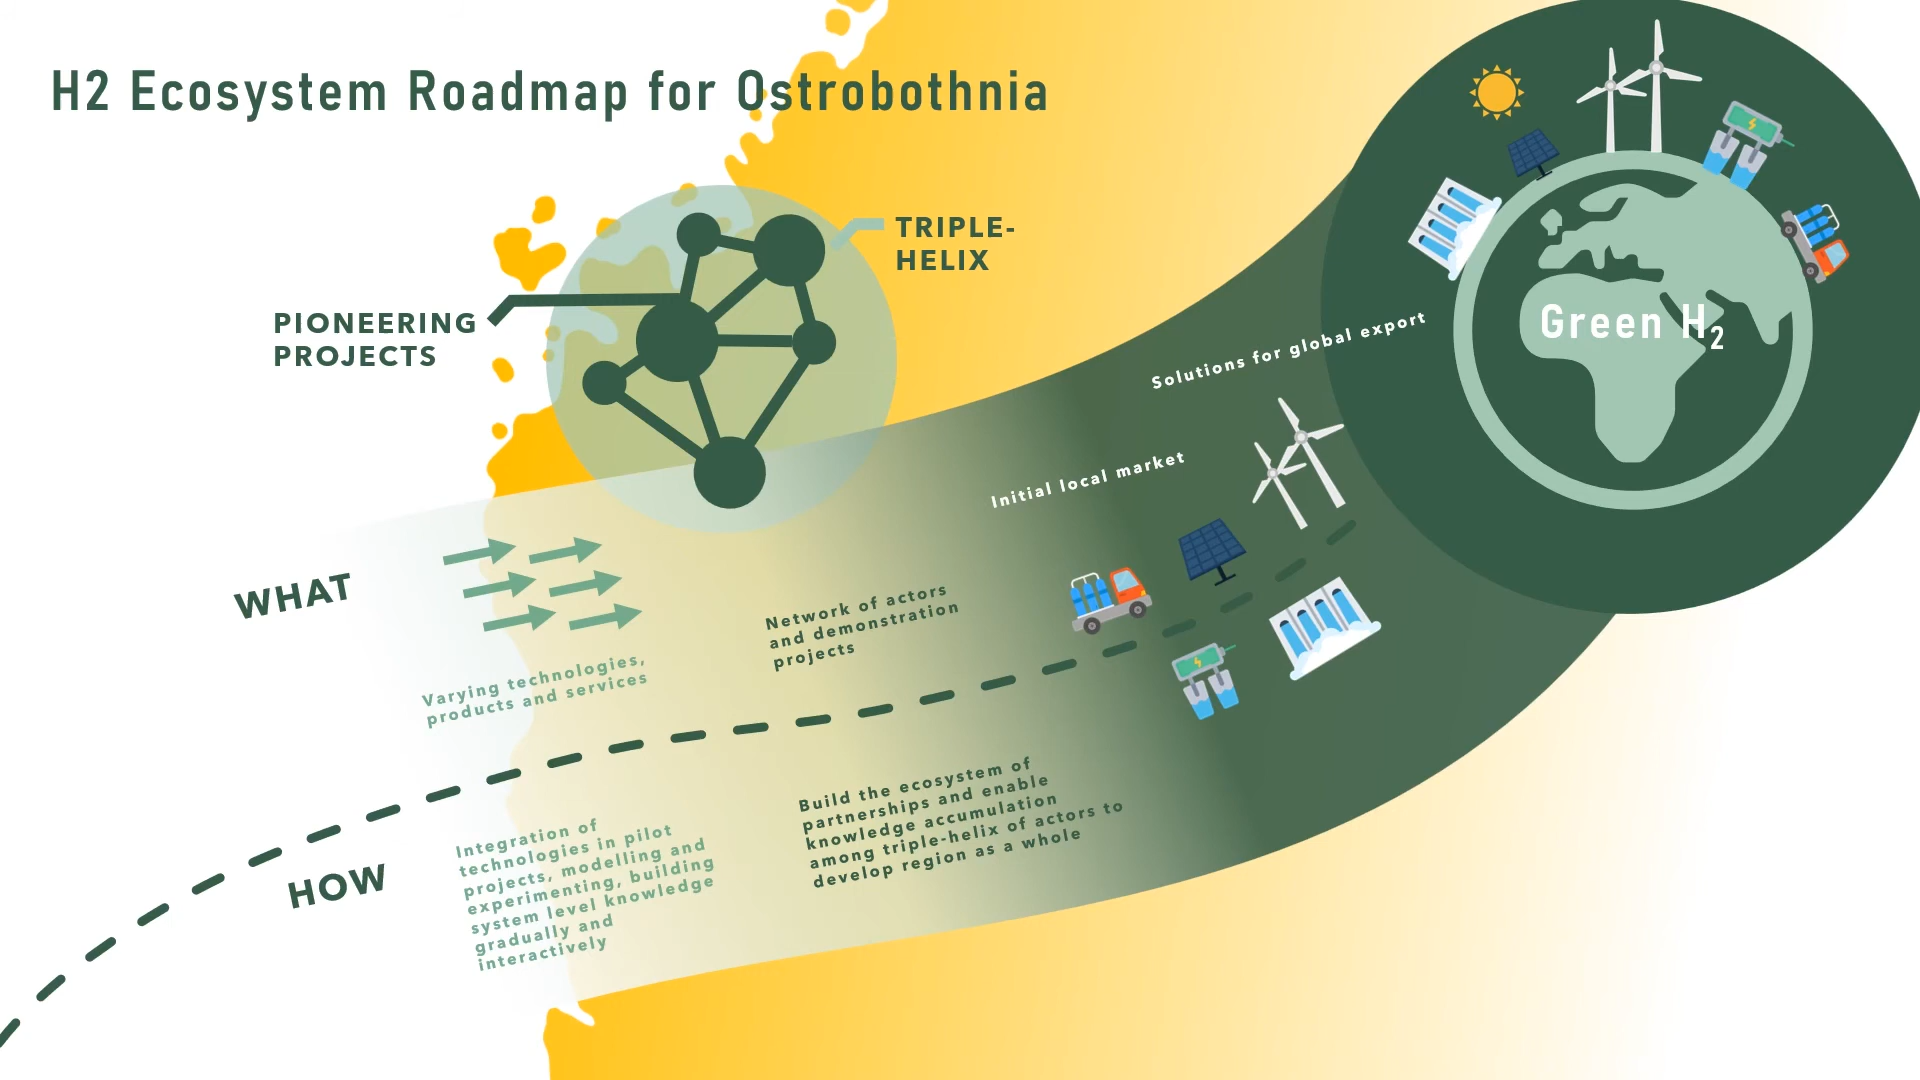 H2 Ecosystem Roadmap for Ostrobothnia
TRIPLE-
HELIX
PIONEERING
PROJECTS
Green H₂
Solutions for global export
Initial local market
WHAT
Varying technologies,
products and services
Network of actors
and demonstration
projects
HOW
Integration of
technologies in pilot
projects, modelling and
experimenting, building
system level knowledge
gradually and
interactively
Build the ecosystem of
partnerships and enable
knowledge accumulation
among triple-helix of actors to
develop region as a whole